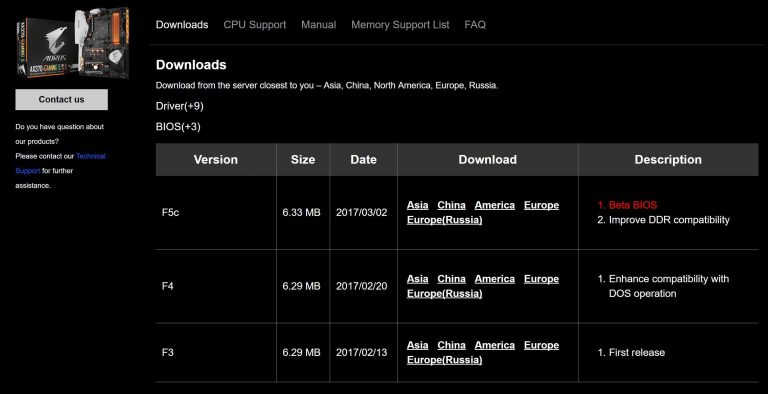 Downloads CPU Support Manual Memory Support List FAQ
AORUS
AX370-GAMING 5
Contact us
Do you have question about
our products?
Please contact our Technical
Support for further
assistance.
Downloads
Download from the server closest to you – Asia, China, North America, Europe, Russia.
Driver(+9)
BIOS(+3)
Version Size Date Download Description
F5c 6.33 MB 2017/03/02 Asia China America Europe
Europe(Russia)
1. Beta BIOS
2. Improve DDR compatibility
F4 6.29 MB 2017/02/20 Asia China America Europe
Europe(Russia)
1. Enhance compatibility with
DOS operation
F3 6.29 MB 2017/02/13 Asia China America Europe
Europe(Russia)
1. First release